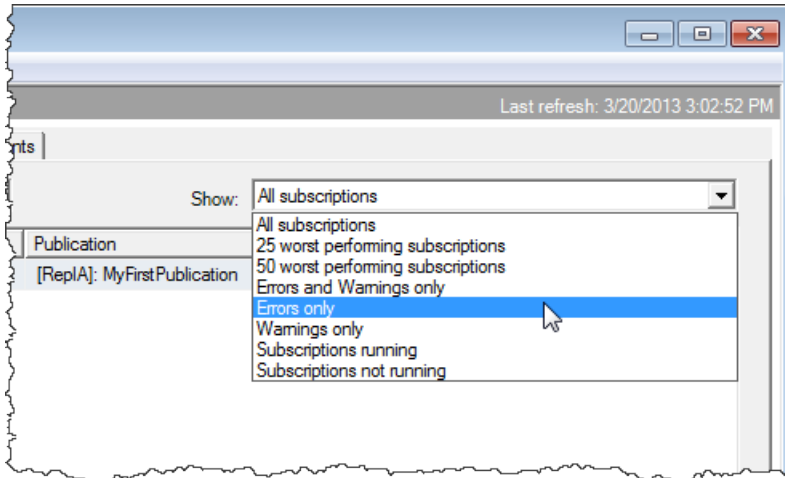 Last refresh: 3/20/2013 3:02:52 PM
nts
Show: All subscriptions
All subscriptions
Publication
25 worst performing subscriptions
50 worst performing subscriptions
[ReplA]: MyFirstPublication
Errors and Warnings only
Errors only
Warnings only
Subscriptions running
Subscriptions not running